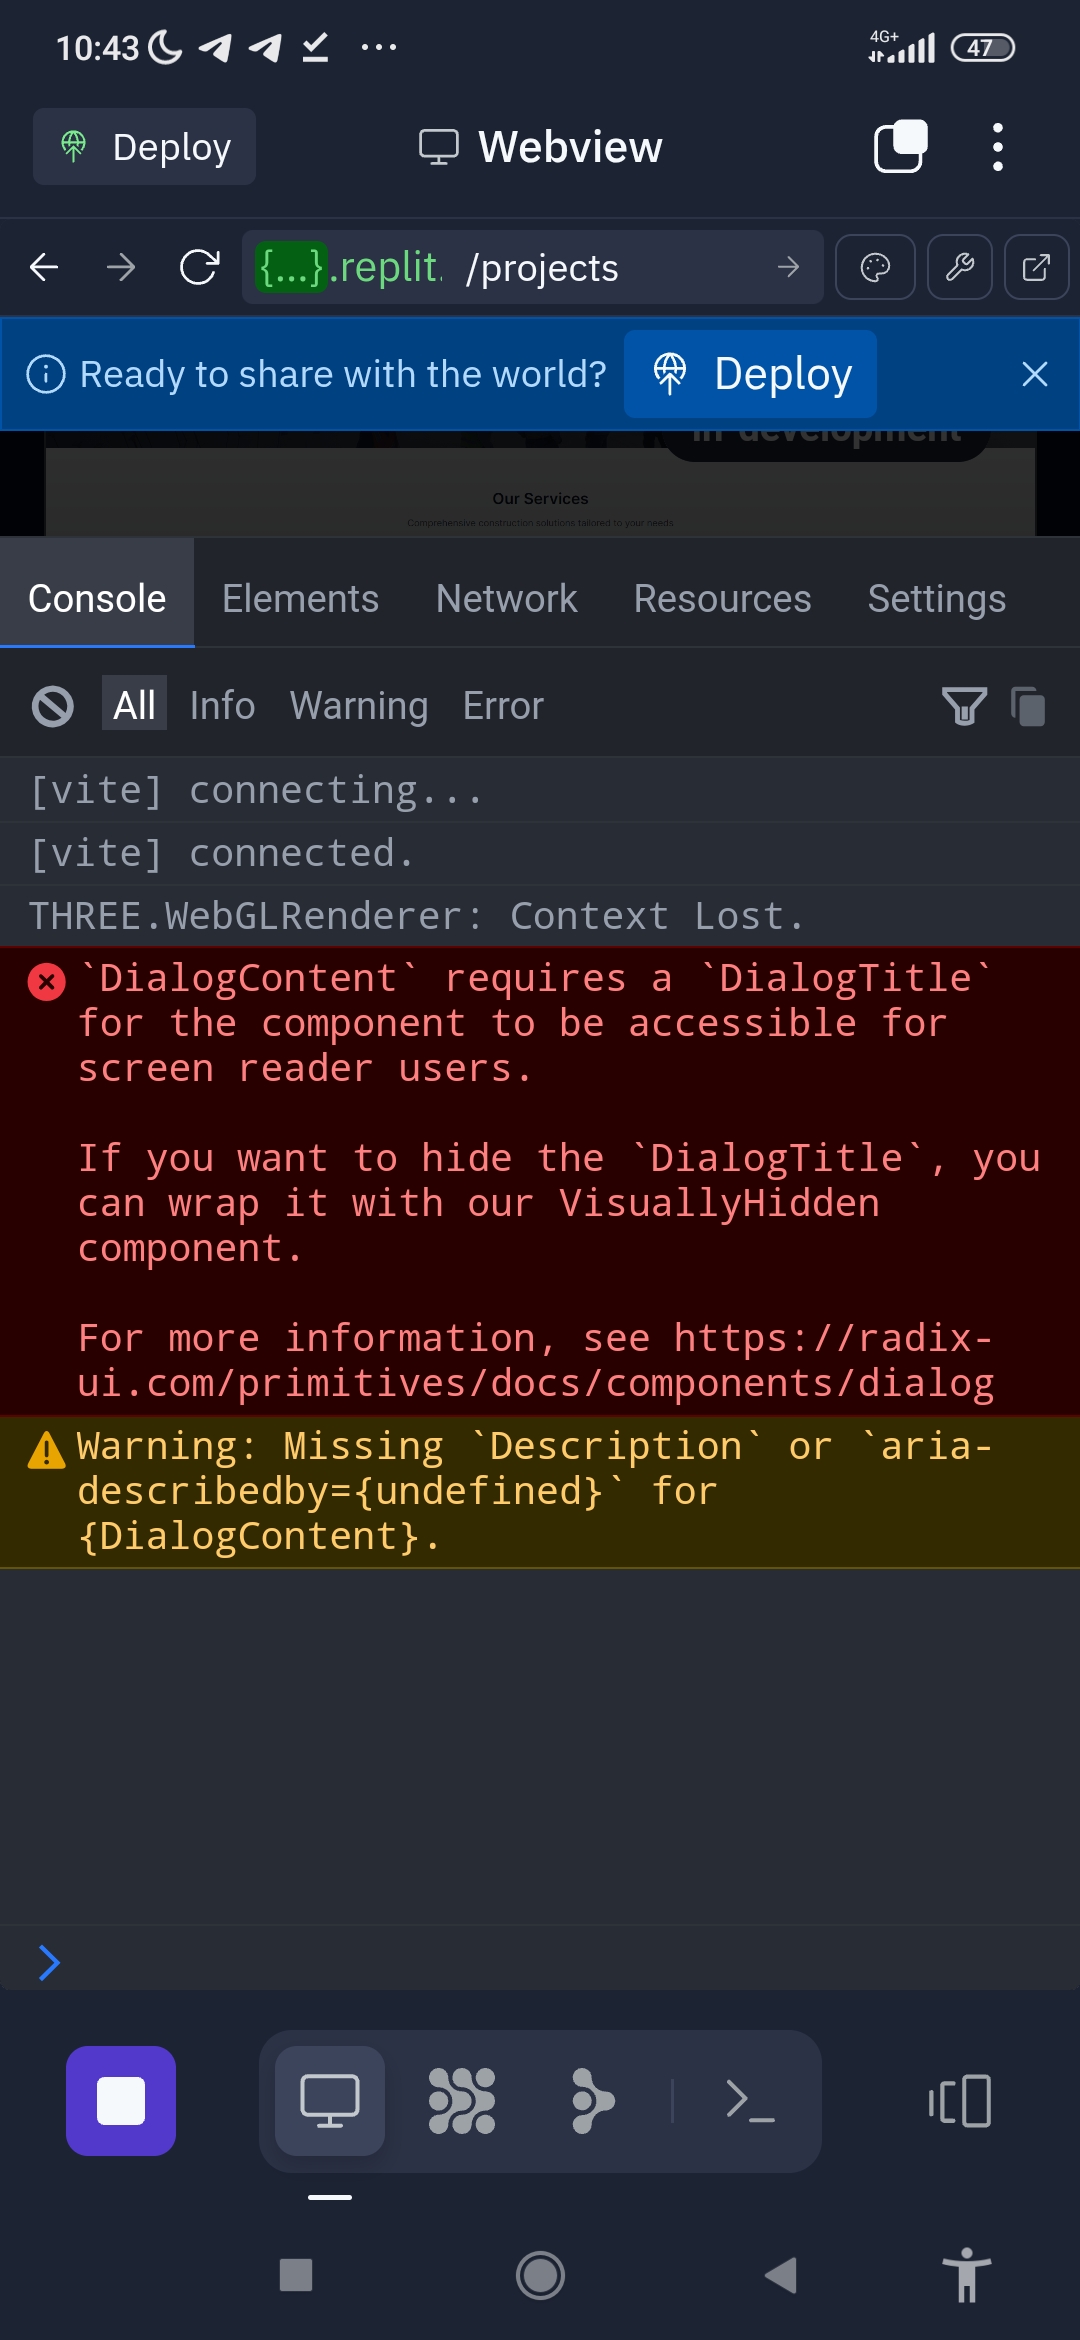 10:43
4G+
47
Deploy
Webview
{...}.replit. /projects
Ready to share with the world?
Deploy
in development
Our Services
Comprehensive construction solutions tailored to your needs
Console Elements Network Resources Settings
All Info Warning Error
[vite] connecting...
[vite] connected.
THREE.WebGLRenderer: Context Lost.
`DialogContent` requires a `DialogTitle`
for the component to be accessible for
screen reader users.
If you want to hide the `DialogTitle`, you
can wrap it with our VisuallyHidden
component.
For more information, see https://radix-
ui.com/primitives/docs/components/dialog
Warning: Missing `Description` or `aria-
describedby={undefined}` for
{DialogContent}.